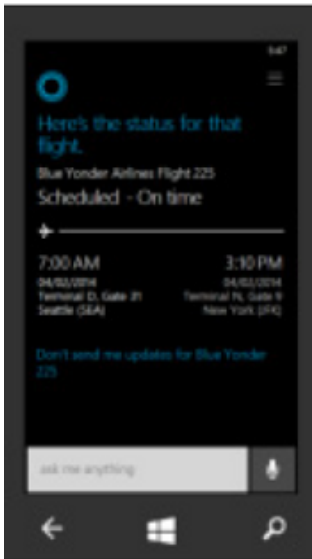 Here's the status for that
flight.
Blue Yonder Airlines Flight 225
Scheduled - On time
7:00 AM 3:10 PM
04/02/2014 04/02/2014
Terminal D, Gate 31 Terminal N, Gate 9
Seattle (SEA) New York (JFK)
Don't send me updates for Blue Yonder
225
ask me anything